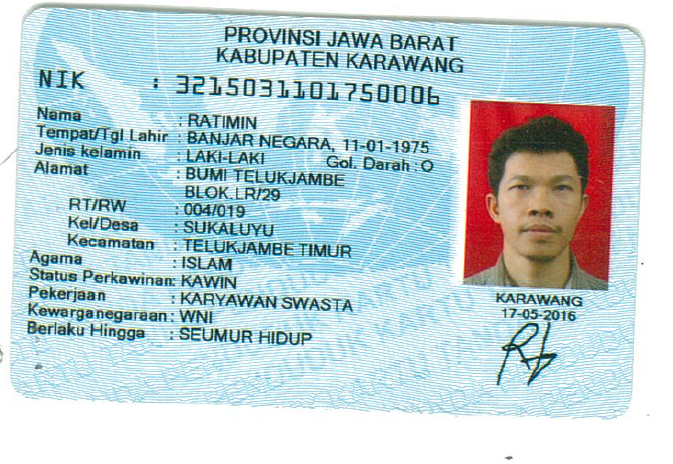 PROVINSI JAWA BARAT
KABUPATEN KARAWANG
NIK : 3215031101750006
Nama : RATIMIN
Tempat/Tgl Lahir : BANJAR NEGARA, 11-01-1975
Jenis kelamin : LAKI-LAKI Gol. Darah : O
Alamat : BUMI TELUKJAMBE
BLOK.LR/29
RT/RW : 004/019
Kel/Desa : SUKALUYU
Kecamatan : TELUKJAMBE TIMUR
Agama : ISLAM
Status Perkawinan: KAWIN
Pekerjaan : KARYAWAN SWASTA
Kewarganegaraan: WNI
Berlaku Hingga : SEUMUR HIDUP
KARAWANG
17-05-2016